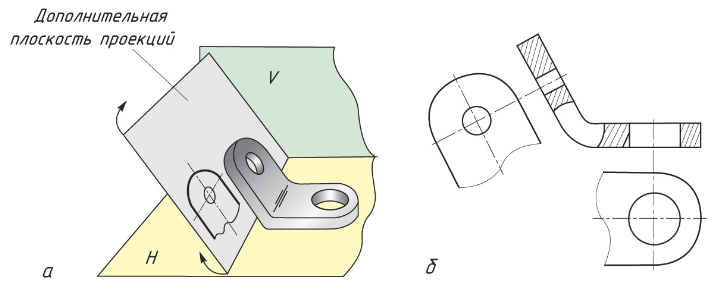 Дополнительная
плоскость проекций
V
H
а
б